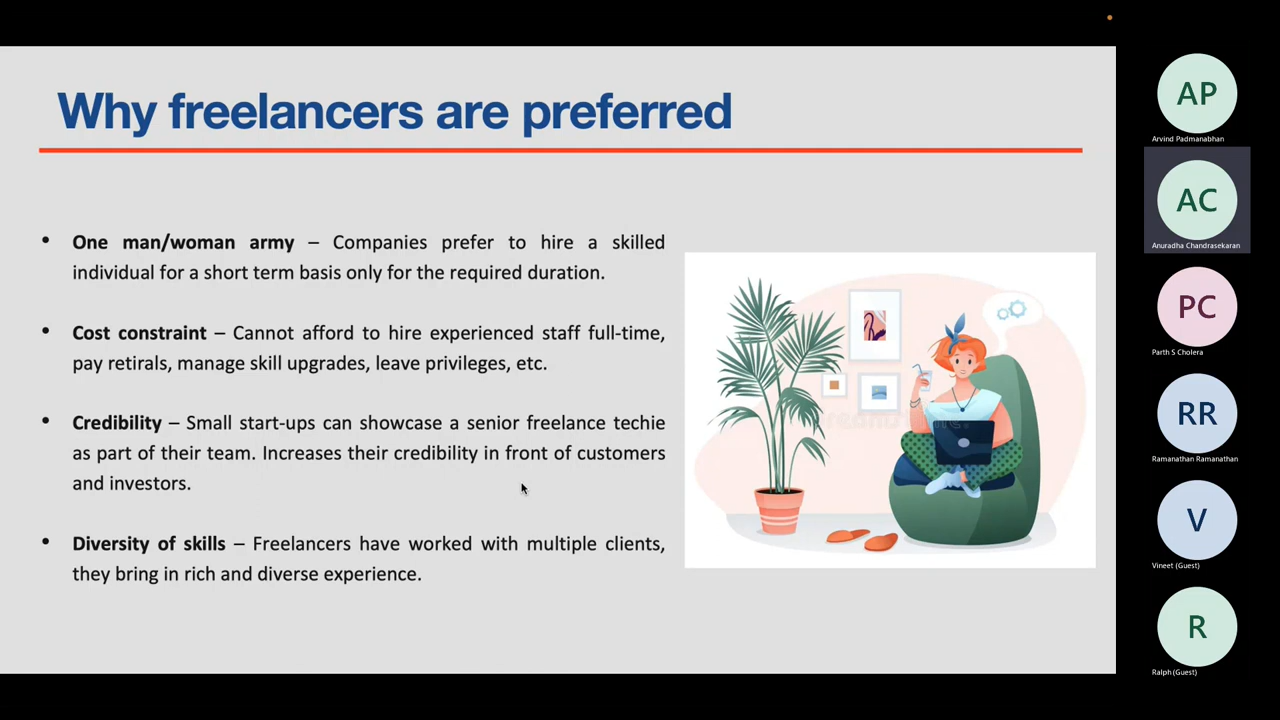 Why freelancers are preferred
• One man/woman army – Companies prefer to hire a skilled
individual for a short term basis only for the required duration.
• Cost constraint – Cannot afford to hire experienced staff full-time,
pay retirals, manage skill upgrades, leave privileges, etc.
• Credibility – Small start-ups can showcase a senior freelance techie
as part of their team. Increases their credibility in front of customers
and investors.
• Diversity of skills – Freelancers have worked with multiple clients,
they bring in rich and diverse experience.
AP
Arvind Padmanabhan
AC
Anuradha Chandrasekaran
PC
Parth S Cholera
RR
Ramanathan Ramanathan
V
Vineet (Guest)
R
Ralph (Guest)